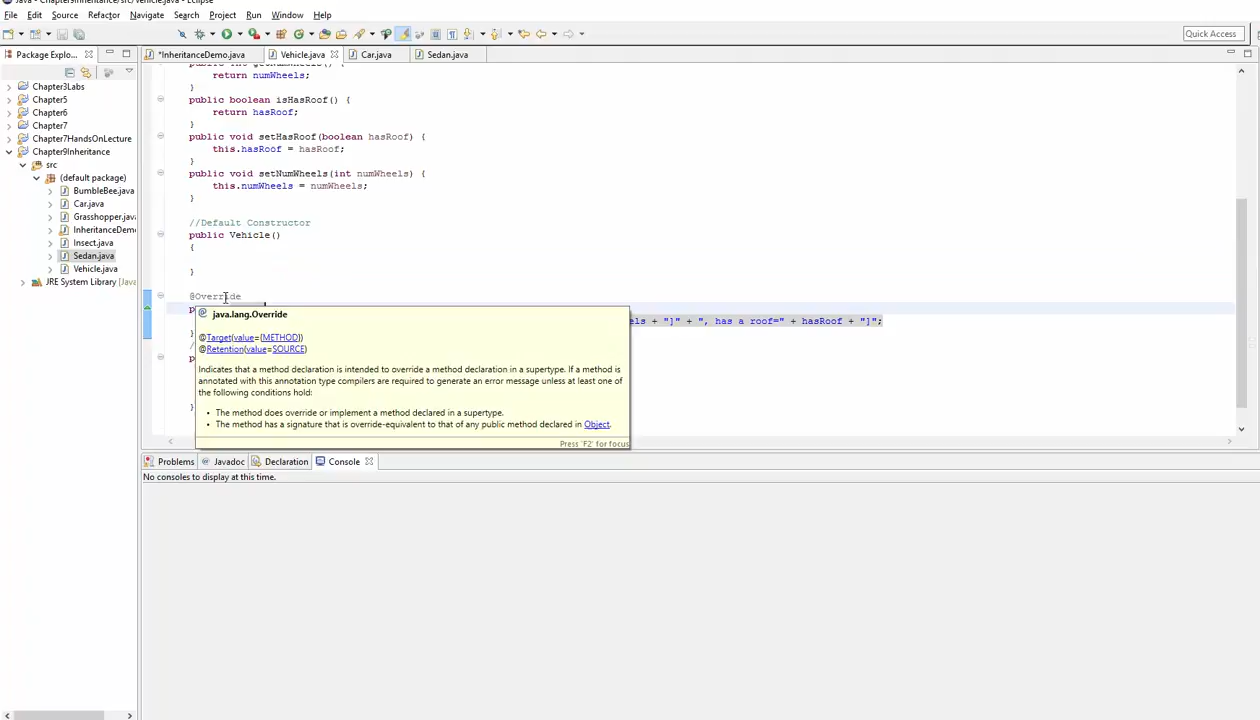 Java - Chapter9Inheritance/src/Vehicle.java - Eclipse
File Edit Source Refactor Navigate Search Project Run Window Help
Quick Access
Package Explo...
*InheritanceDemo.java
Vehicle.java
Car.java
Sedan.java
Chapter3Labs
Chapter5
Chapter6
Chapter7
Chapter7HandsOnLecture
Chapter9Inheritance
src
(default package)
BumbleBee.java
Car.java
Grasshopper.java
InheritanceDemo
Insect.java
Sedan.java
Vehicle.java
JRE System Library [Java
public int getNumWheels() {
return numWheels;
}
public boolean isHasRoof() {
return hasRoof;
}
public void setHasRoof(boolean hasRoof) {
this.hasRoof = hasRoof;
}
public void setNumWheels(int numWheels) {
this.numWheels = numWheels;
}
//Default Constructor
public Vehicle()
{
}
@Override
els + "]" + ", has a roof=" + hasRoof + "]";
}
}
@ java.lang.Override
@Target(value={METHOD})
@Retention(value=SOURCE)
Indicates that a method declaration is intended to override a method declaration in a supertype. If a method is
annotated with this annotation type compilers are required to generate an error message unless at least one of
the following conditions hold:
• The method does override or implement a method declared in a supertype.
• The method has a signature that is override-equivalent to that of any public method declared in Object.
Press 'F2' for focus
Problems
Javadoc
Declaration
Console
No consoles to display at this time.